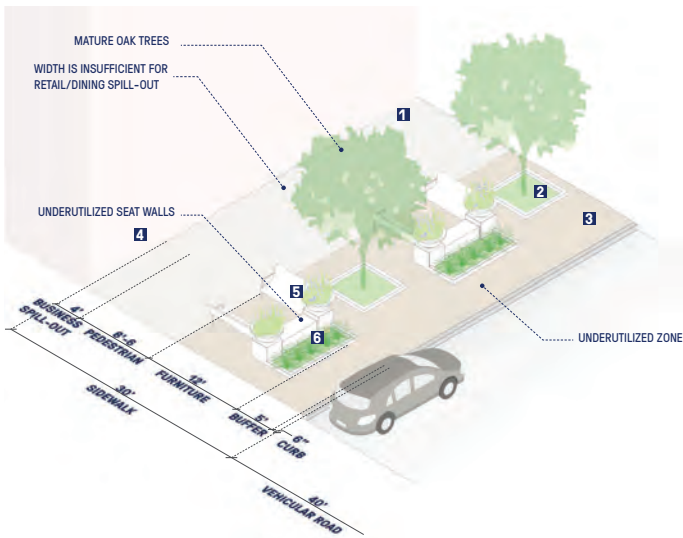 MATURE OAK TREES
WIDTH IS INSUFFICIENT FOR
RETAIL/DINING SPILL-OUT
1
2
3
UNDERUTILIZED SEAT WALLS
4
5
6
UNDERUTILIZED ZONE
4'
BUSINESS
SPILL-OUT
6'-6
PEDESTRIAN
12'
FURNITURE
5'
BUFFER
6"
CURB
30'
SIDEWALK
40'
VEHICULAR ROAD